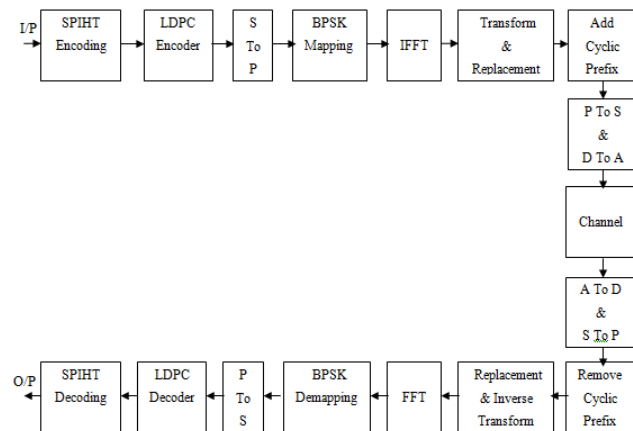 I/P
SPIHT
Encoding
LDPC
Encoder
S
To
P
BPSK
Mapping
IFFT
Transform
&
Replacement
Add
Cyclic
Prefix
P To S
&
D To A
Channel
A To D
&
S To P
Remove
Cyclic
Prefix
Replacement
& Inverse
Transform
FFT
BPSK
Demapping
P
To
S
LDPC
Decoder
SPIHT
Decoding
O/P